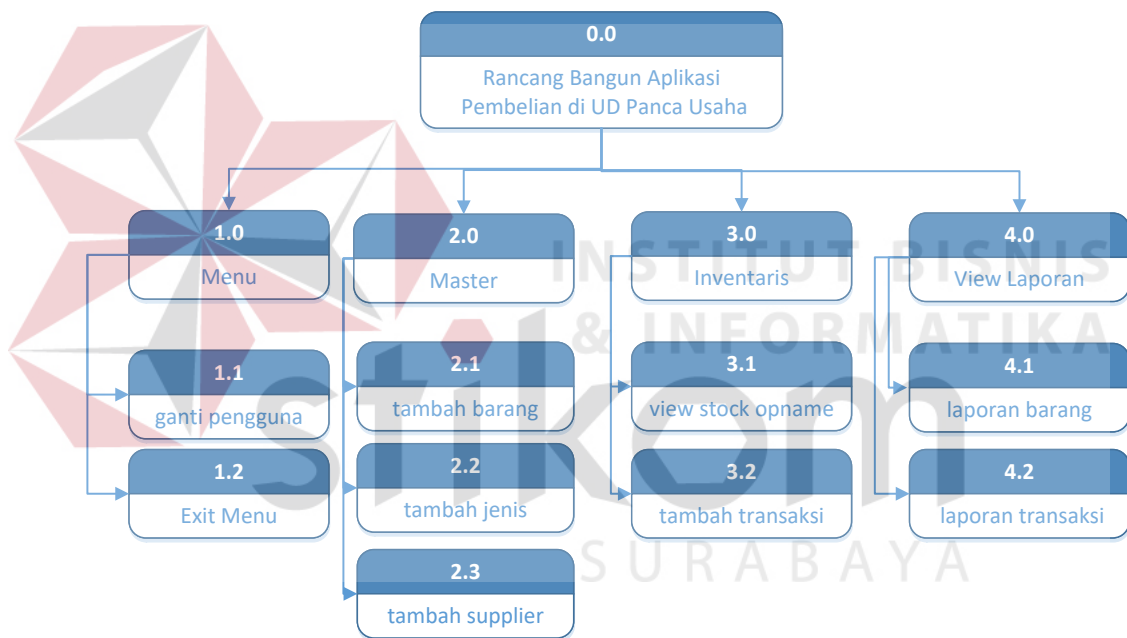 0.0
Rancang Bangun Aplikasi
Pembelian di UD Panca Usaha
1.0
Menu
2.0
Master
3.0
Inventaris
4.0
View Laporan
INSTITUT BISNIS
& INFORMATIKA
stikom
SURABAYA
1.1
ganti pengguna
2.1
tambah barang
3.1
view stock opname
4.1
laporan barang
1.2
Exit Menu
2.2
tambah jenis
3.2
tambah transaksi
4.2
laporan transaksi
2.3
tambah supplier